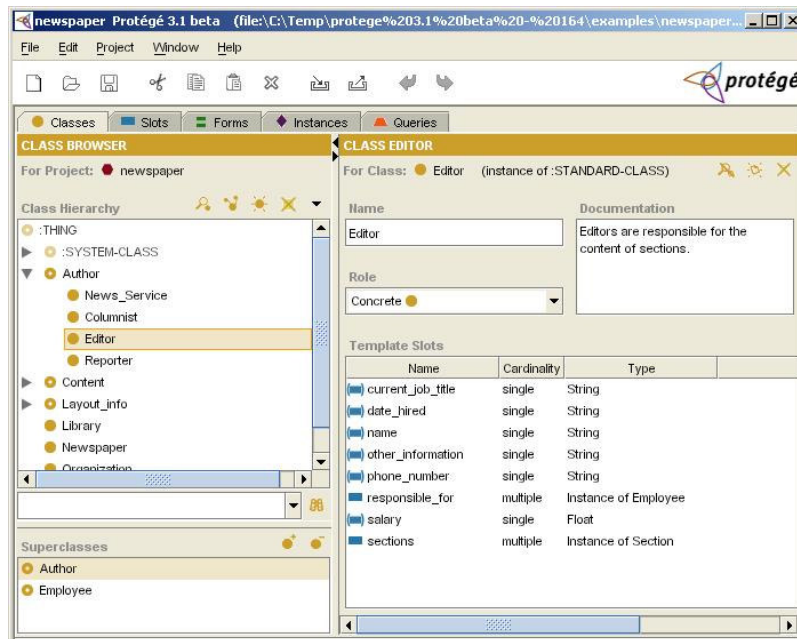 newspaper Protégé 3.1 beta (file:\C:\Temp\protege%203.1%20beta%20-%20164\examples\newspaper...
File Edit Project Window Help
protégé
Classes Slots Forms Instances Queries
CLASS BROWSER
For Project: newspaper
Class Hierarchy
:THING
:SYSTEM-CLASS
Author
News_Service
Columnist
Editor
Reporter
Content
Layout_info
Library
Newspaper
Organization
Superclasses
Author
Employee
CLASS EDITOR
For Class: Editor (instance of :STANDARD-CLASS)
Name
Editor
Documentation
Editors are responsible for the
content of sections.
Role
Concrete
Template Slots
Name Cardinality Type
current_job_title single String
date_hired single String
name single String
other_information single String
phone_number single String
responsible_for multiple Instance of Employee
salary single Float
sections multiple Instance of Section